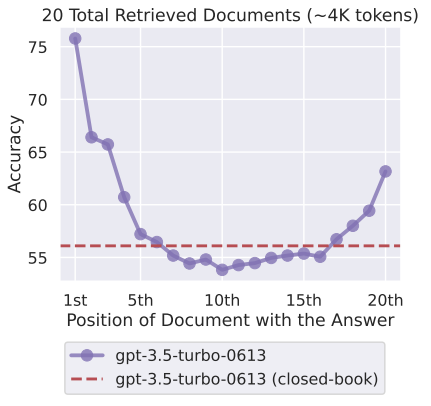 20 Total Retrieved Documents (~4K tokens)
75
70
65
60
55
Accuracy
1st 5th 10th 15th 20th
Position of Document with the Answer
gpt-3.5-turbo-0613
gpt-3.5-turbo-0613 (closed-book)